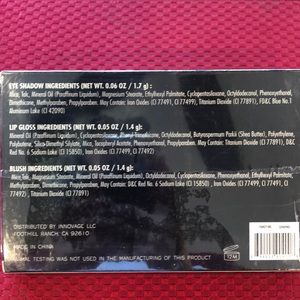 EYE SHADOW INGREDIENTS (NET WT. 0.06 OZ / 1.7 g) :
Mica, Talc, Mineral Oil (Paraffinum Liquidum), Magnesium Stearate, Ethylhexyl Palmitate, Cyclopentasiloxane, Octyldodecanol, Phenoxyethanol,
Dimethicone, Methylparaben, Propylparaben. May Contain: Iron Oxides (CI 77491, CI 77499), Titanium Dioxide (CI 77891), FD&C Blue No.1
Aluminum Lake (CI 42090)
LIP GLOSS INGREDIENTS (NET WT. 0.05 OZ / 1.4 g) :
Mineral Oil (Paraffinum Liquidum), Cyclopentasiloxane, Phenyl Trimethicone, Octyldodecanol, Butyrospermum Parkii (Shea Butter), Polyethylene,
Polybutene, Silica Dimethyl Silylate, Mica, Tocopheryl Acetate, Phenoxyethanol, Propylparaben. May Contain: Titanium Dioxide (CI 77891), D&C
Red No. 6 Sodium Lake (CI 15850), Iron Oxides (CI 77491, CI 77499, CI 77492)
BLUSH INGREDIENTS (NET WT. 0.05 OZ / 1.4 g) :
Mica, Talc, Magnesium Stearate, Mineral Oil (Paraffinum Liquidum), Ethylhexyl Palmitate, Cyclopentasiloxane, Octyldodecanol, Phenoxyethanol,
Dimethicone, Methylparaben, Propylparaben. May Contain: D&C Red No. 6 Sodium Lake (CI 15850), Iron Oxides (CI 77499, CI 77491, CI
77492), Titanium Dioxide (CI 77891)
DISTRIBUTED BY INNOVAGE LLC
FOOTHILL RANCH, CA 92610
MADE IN CHINA
ANIMAL TESTING WAS NOT USED IN THE MANUFACTURING OF THIS PRODUCT
12M